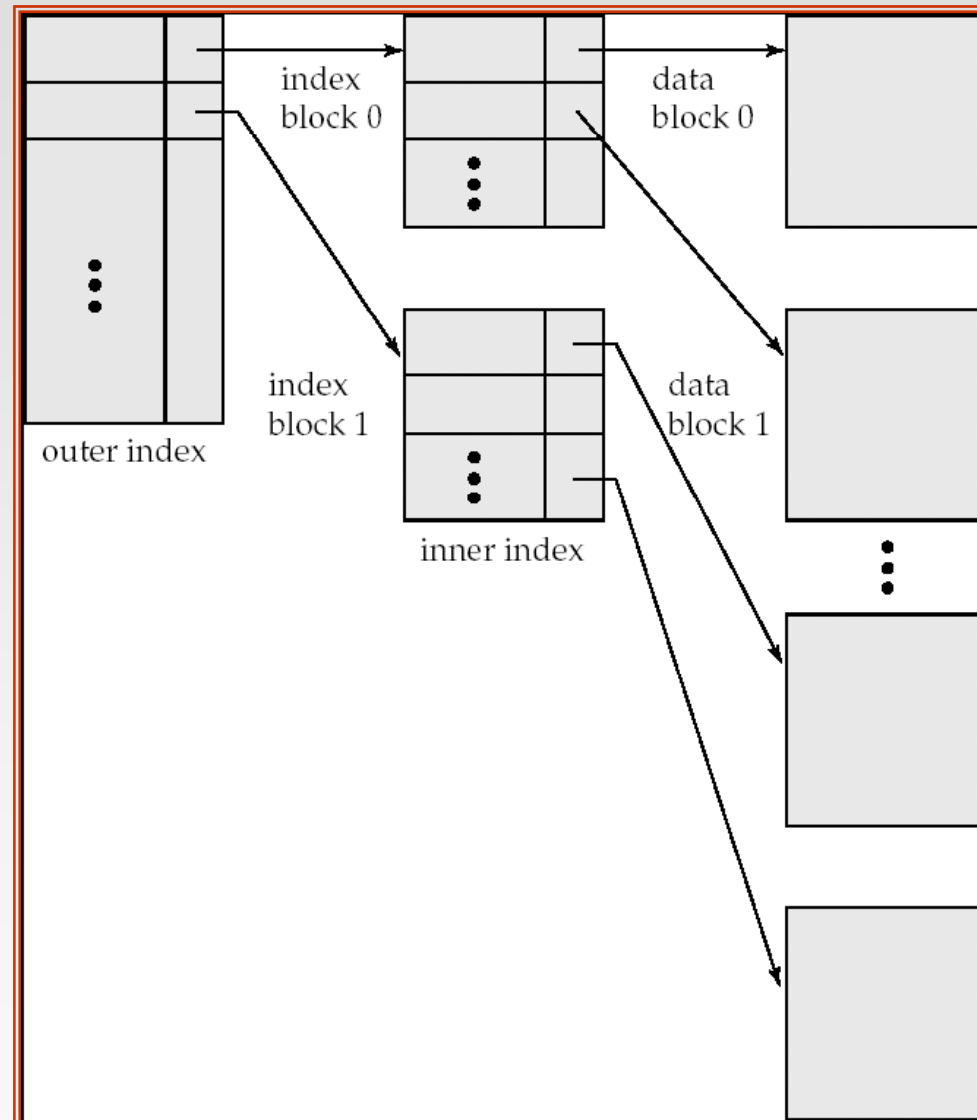 index
block 0
data
block 0
index
block 1
data
block 1
outer index
inner index